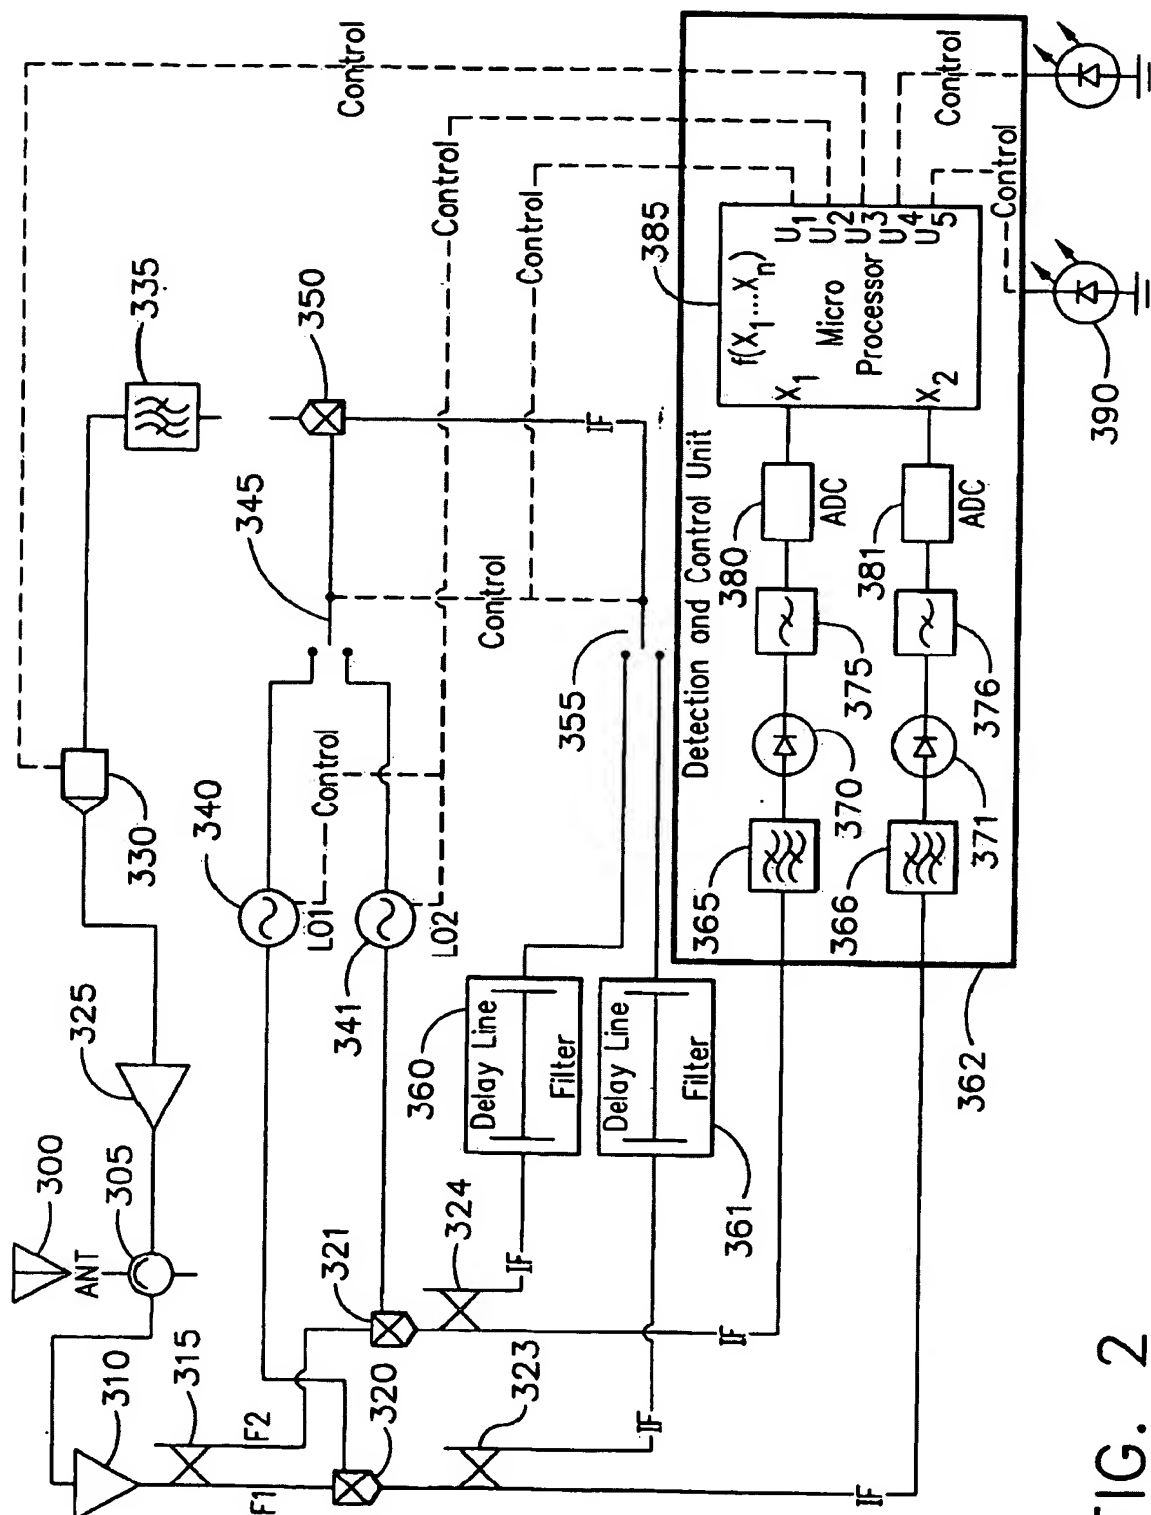 300
ANT
305
325
330
Control
310
315
335
F1
F2
340
LO1
345
350
Control
320
321
341
LO2
Control
Control
Control
323
324
360
Delay Line
Filter
355
IF
IF
IF
IF
IF
361
Delay Line
Filter
Detection and Control Unit
385
365
370
375
380
ADC
X1
f(X1...Xn)
Micro
Processor
U1
U2
U3
U4
U5
366
371
376
381
ADC
X2
Control
Control
362
390
FIG. 2